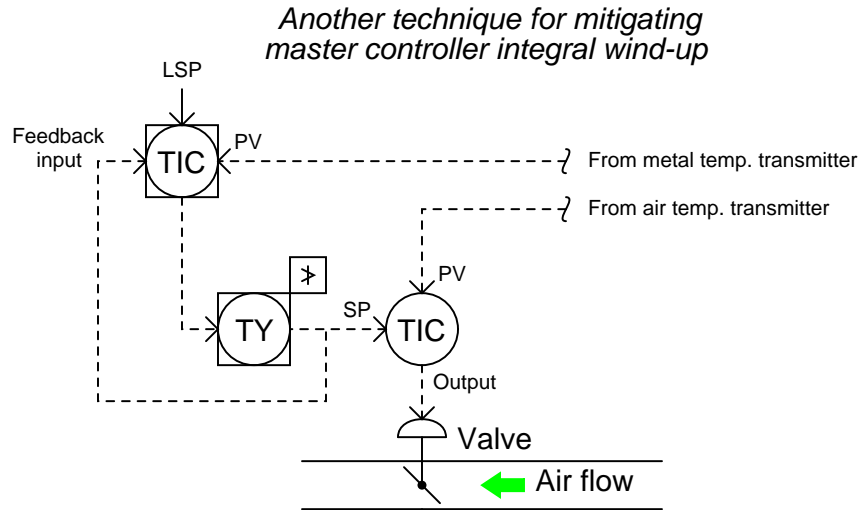 Another technique for mitigating
master controller integral wind-up
LSP
Feedback
input
TIC
PV
From metal temp. transmitter
From air temp. transmitter
PV
TY
SP
TIC
Output
Valve
Air flow